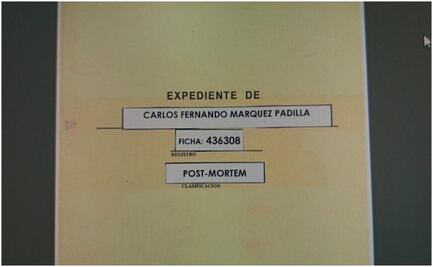 EXPEDIENTE DE:
CARLOS FERNANDO MARQUEZ PADILLA
FICHA: 436308
REGISTRO
POST-MORTEM
CLASIFICACION